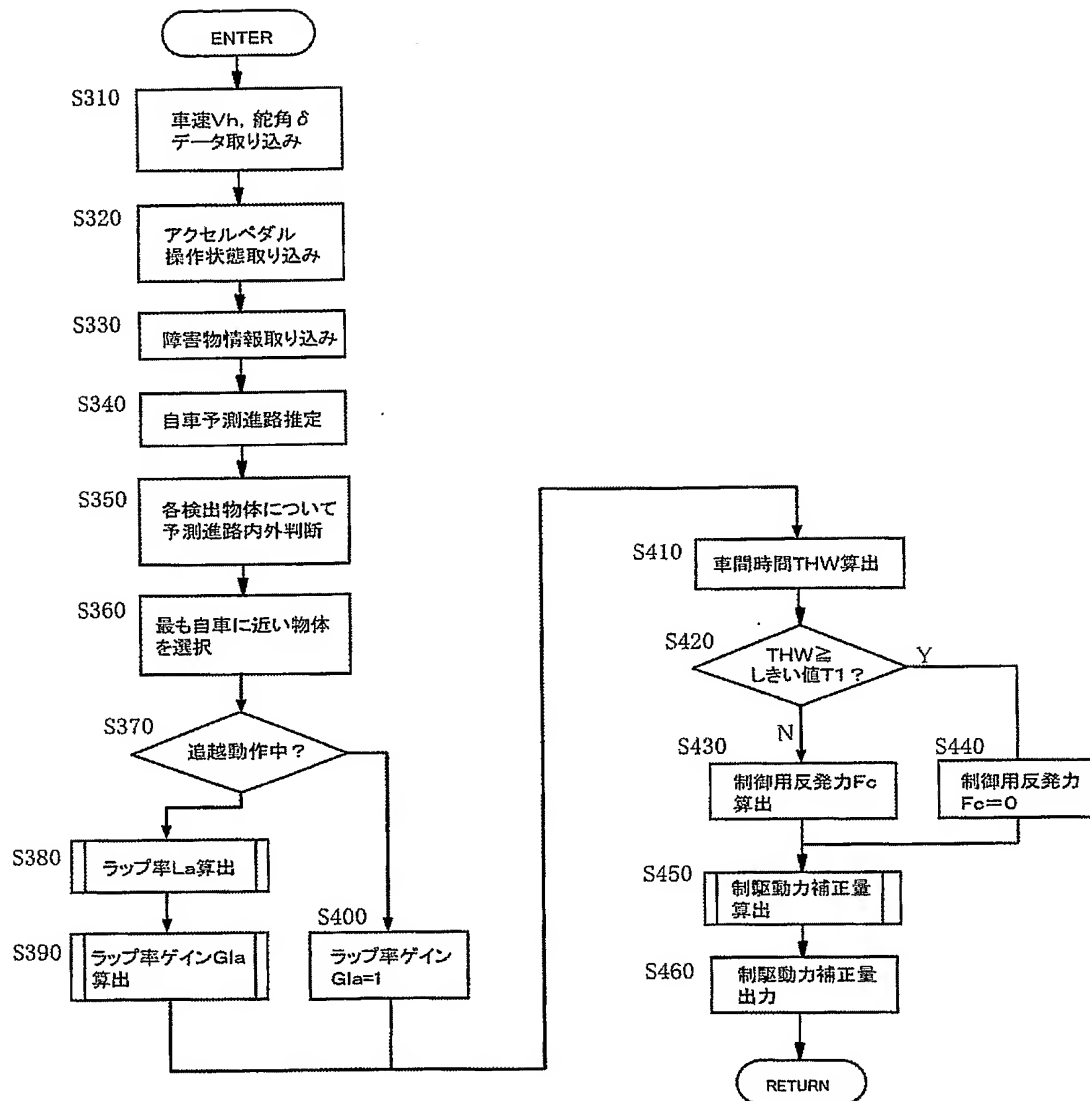 ENTER
S310
車速Vh, 舵角δ
データ取り込み
S320
アクセルペダル
操作状態取り込み
S330
障害物情報取り込み
S340
自車予測進路推定
S350
各検出物体について
予測進路内外判断
S360
最も自車に近い物体
を選択
S370
追越動作中？
S380
ラップ率La算出
S390
ラップ率ゲインGla
算出
S400
ラップ率ゲイン
Gla=1
S410
車間時間THW算出
S420
THW≧
しきい値T1？
Y
N
S430
制御用反発力Fc
算出
S440
制御用反発力
Fc=0
S450
制駆動力補正量
算出
S460
制駆動力補正量
出力
RETURN